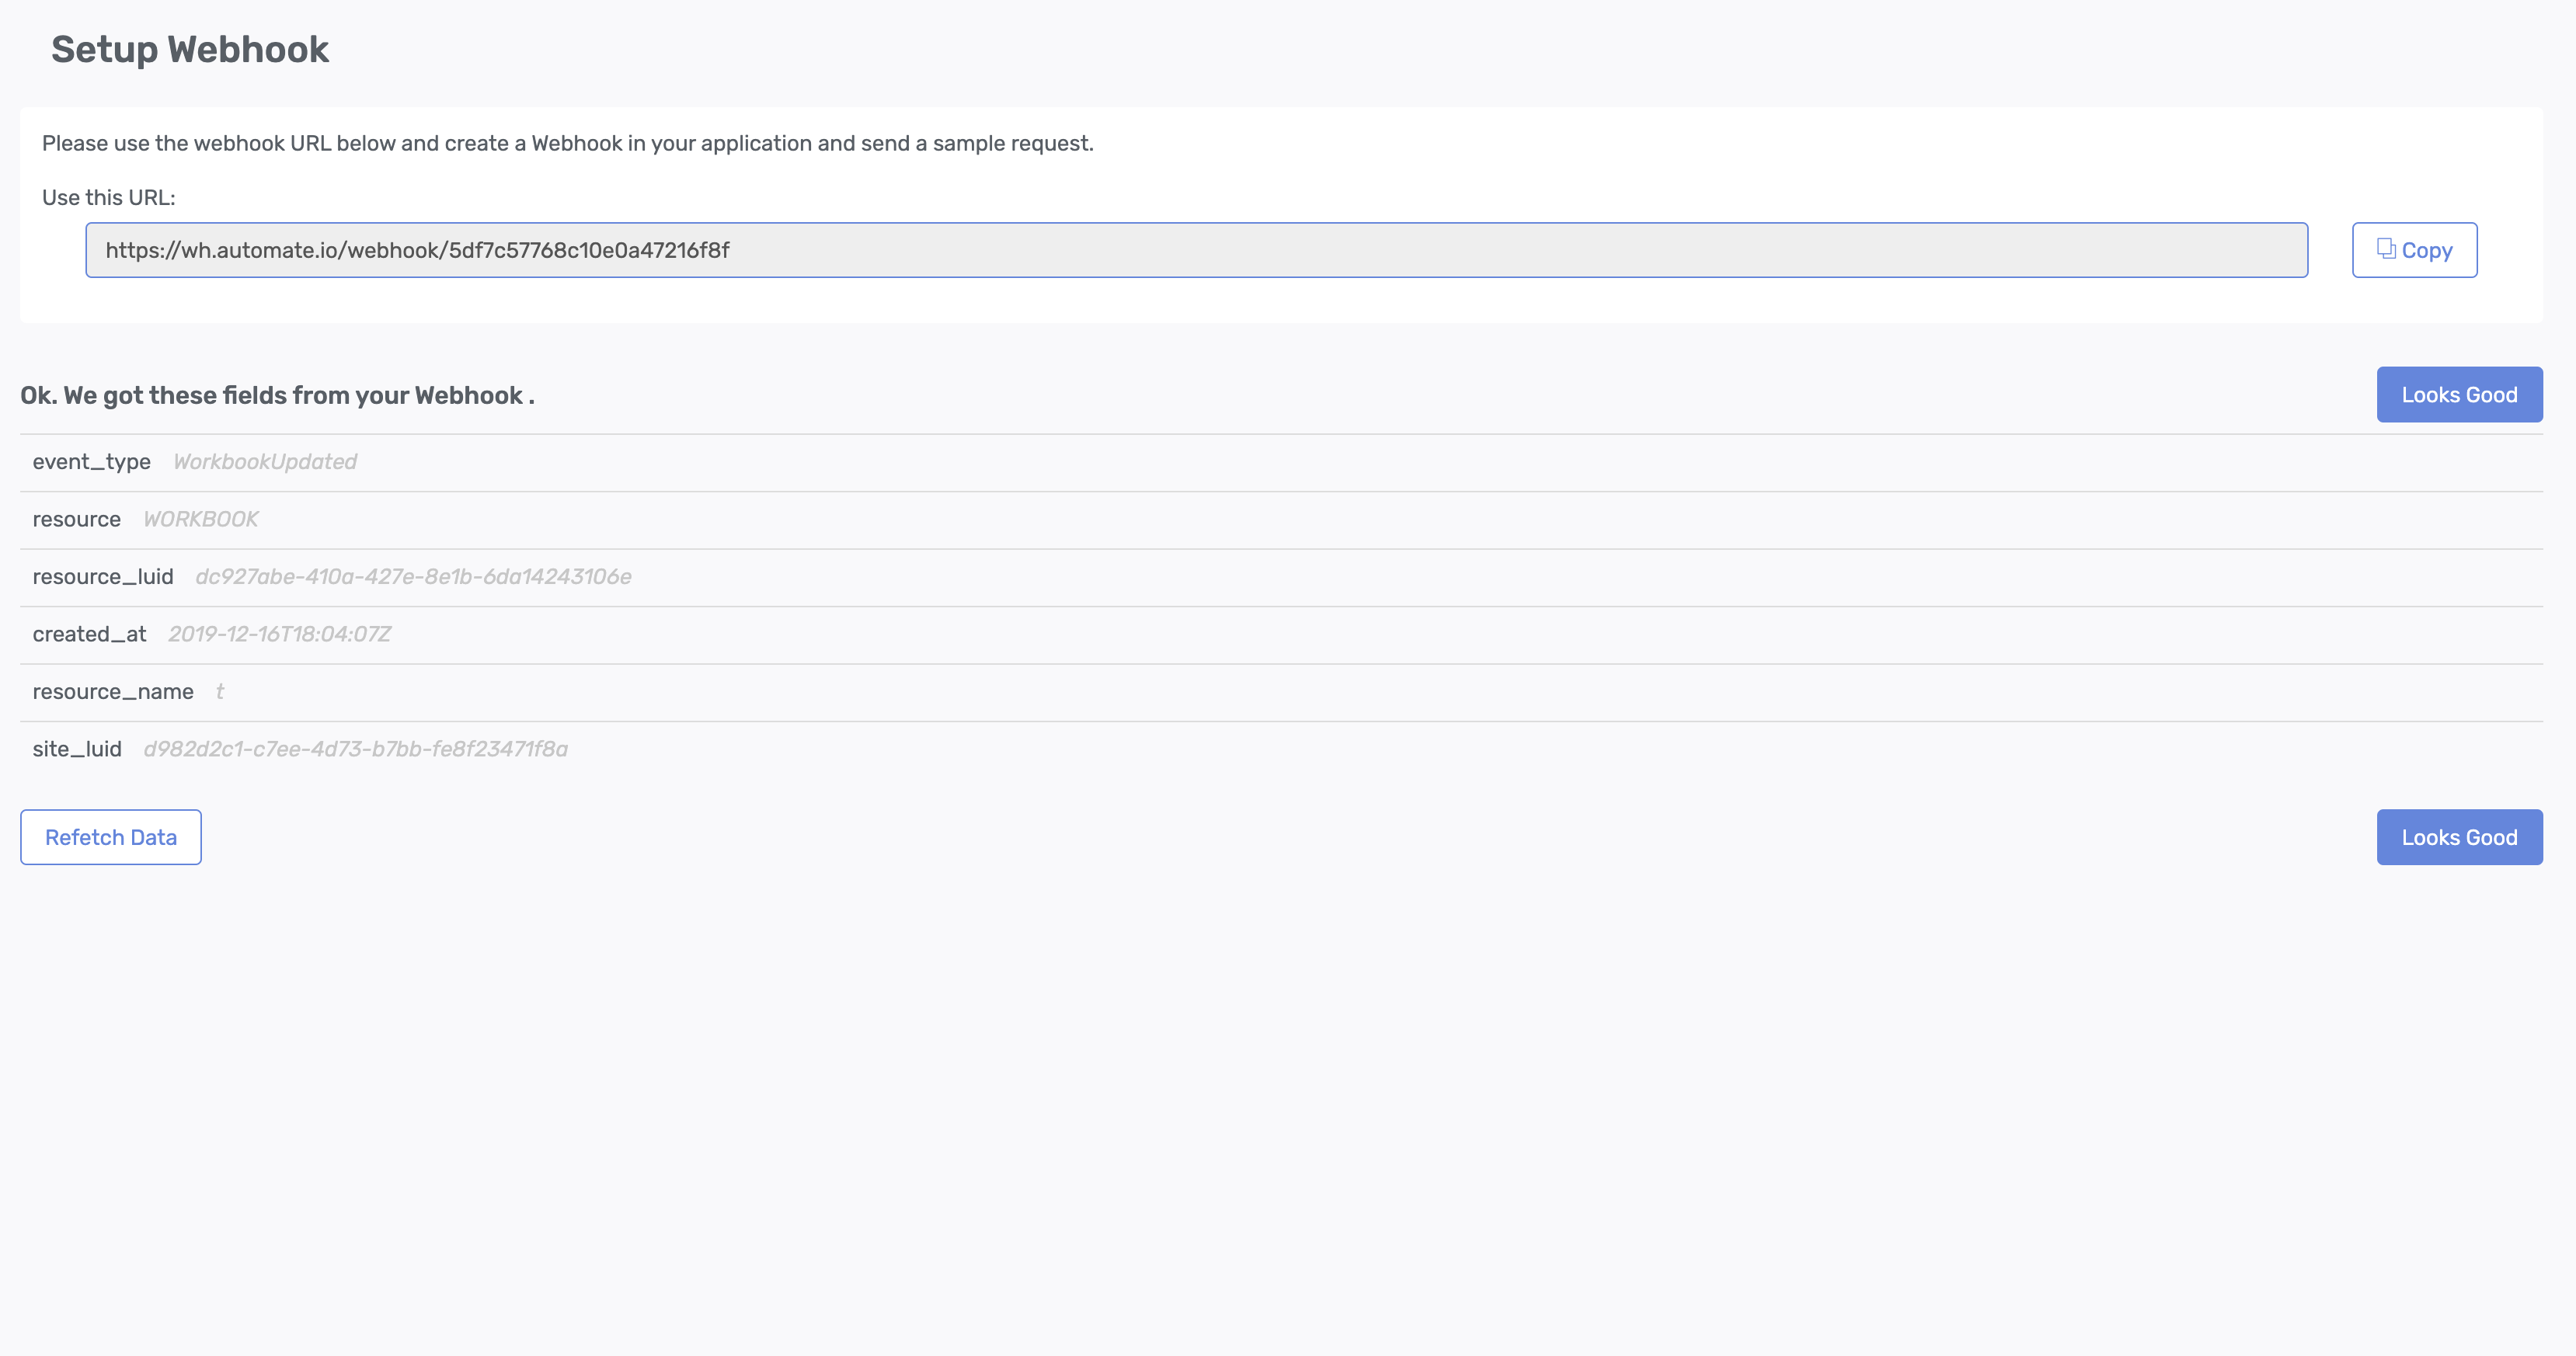 Setup Webhook
Please use the webhook URL below and create a Webhook in your application and send a sample request.
Use this URL:
https://wh.automate.io/webhook/5df7c57768c10e0a47216f8f
Copy
Ok. We got these fields from your Webhook .
Looks Good
event_type WorkbookUpdated
resource WORKBOOK
resource_luid dc927abe-410a-427e-8e1b-6da14243106e
created_at 2019-12-16T18:04:07Z
resource_name t
site_luid d982d2c1-c7ee-4d73-b7bb-fe8f23471f8a
Refetch Data
Looks Good